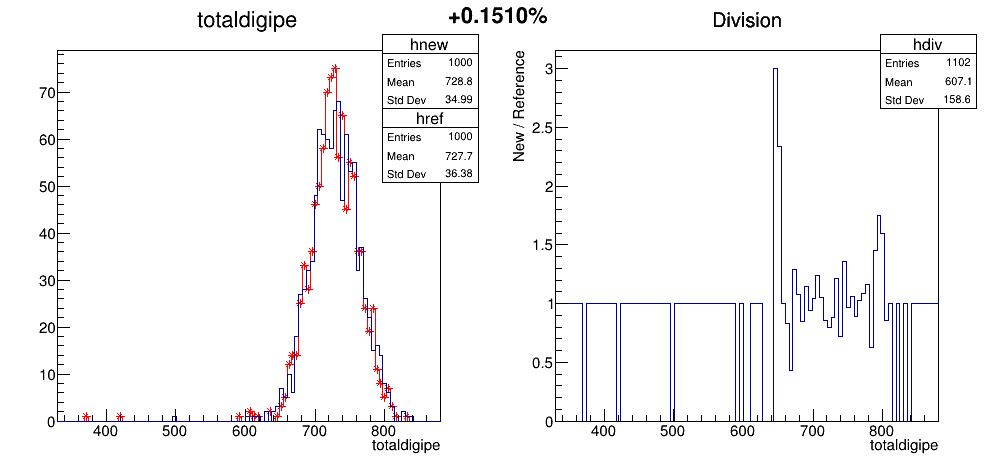 totaldigipe
+0.1510%
Division
hnew
Entries 1000
Mean 728.8
Std Dev 34.99
href
Entries 1000
Mean 727.7
Std Dev 36.38
70
60
50
40
30
20
10
0
400 500 600 700 800
totaldigipe
hdiv
Entries 1102
Mean 607.1
Std Dev 158.6
New / Reference
3
2.5
2
1.5
1
0.5
0
400 500 600 700 800
totaldigipe